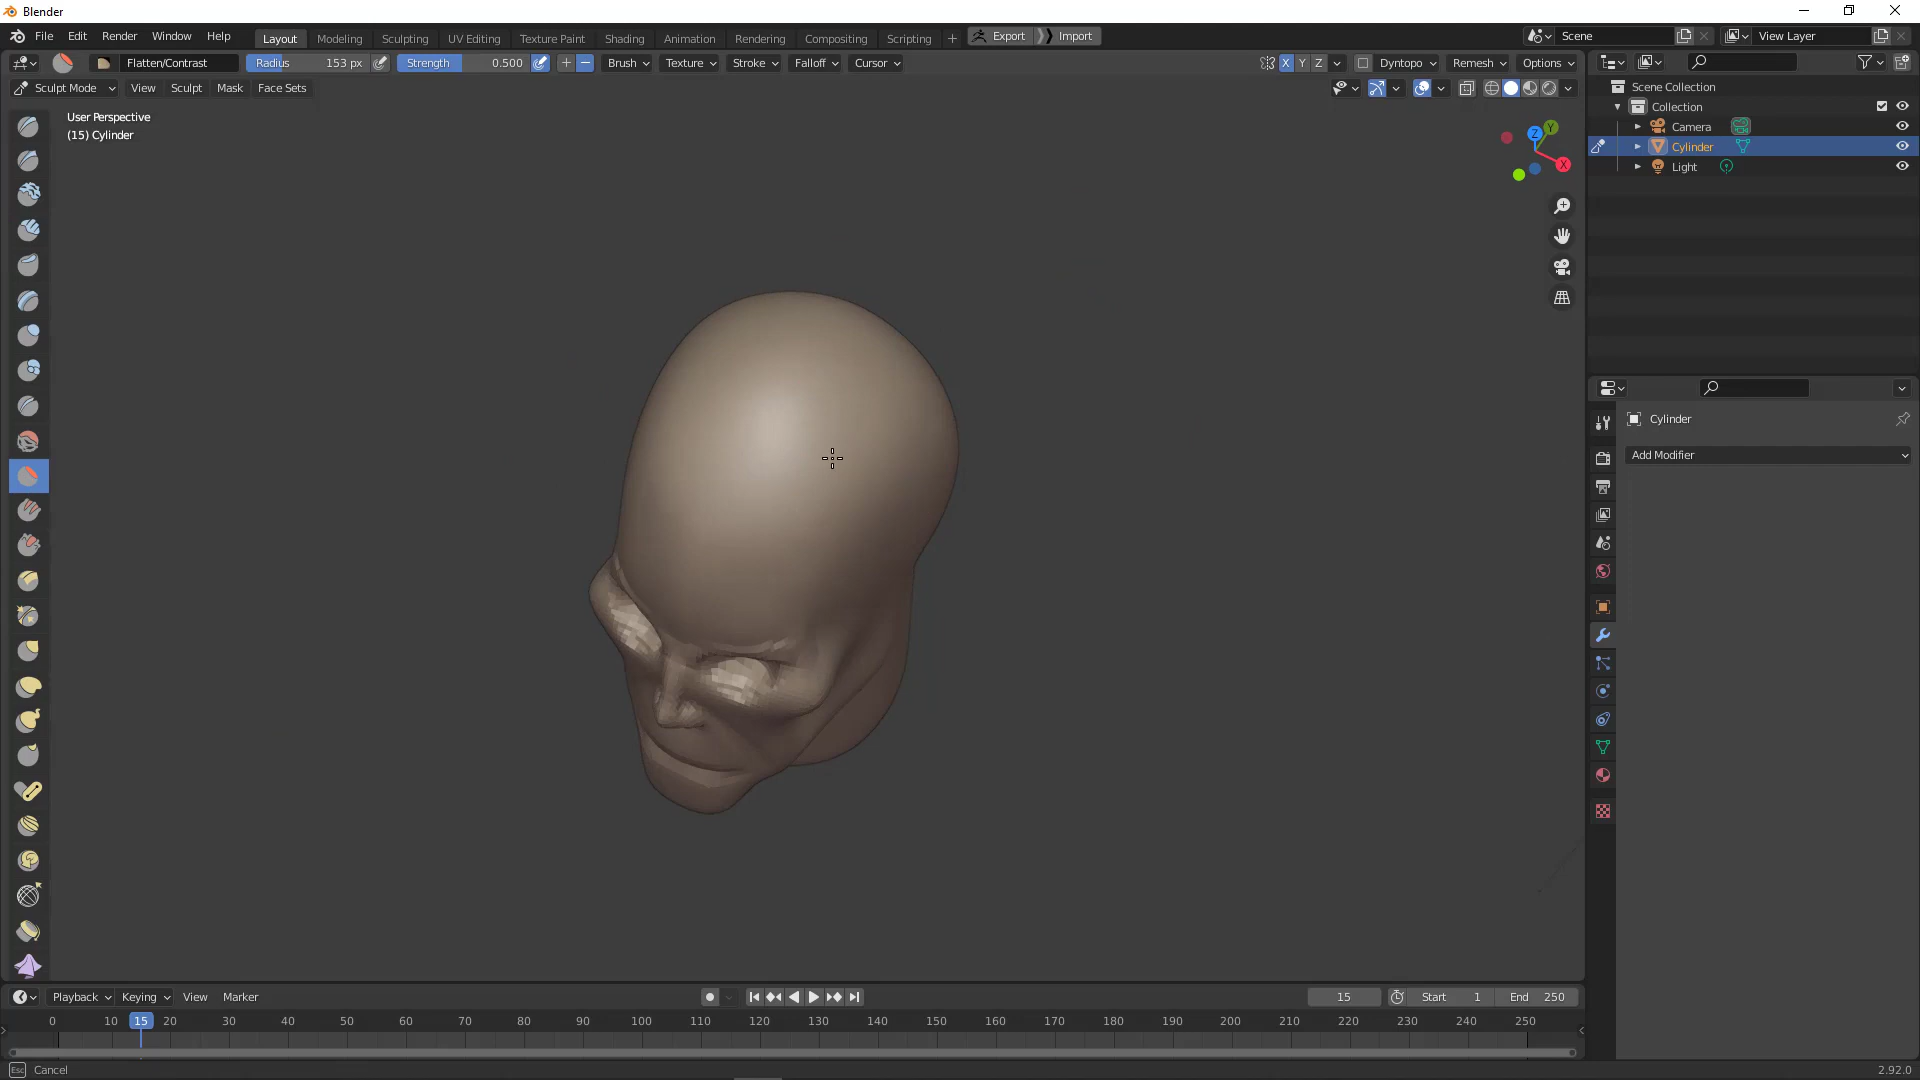 Blender
File Edit Render Window Help
Layout Modeling Sculpting UV Editing Texture Paint Shading Animation Rendering Compositing Scripting + Export Import
Scene
View Layer
Flatten/Contrast Radius 153 px Strength 0.500 Brush Texture Stroke Falloff Cursor
X Y Z Dyntopo Remesh Options
Sculpt Mode View Sculpt Mask Face Sets
User Perspective
(15) Cylinder
Z Y X
Scene Collection
Collection
Camera
Cylinder
Light
Cylinder
Add Modifier
Playback Keying View Marker
15 Start 1 End 250
0 10 15 20 30 40 50 60 70 80 90 100 110 120 130 140 150 160 170 180 190 200 210 220 230 240 250
Esc Cancel
2.92.0